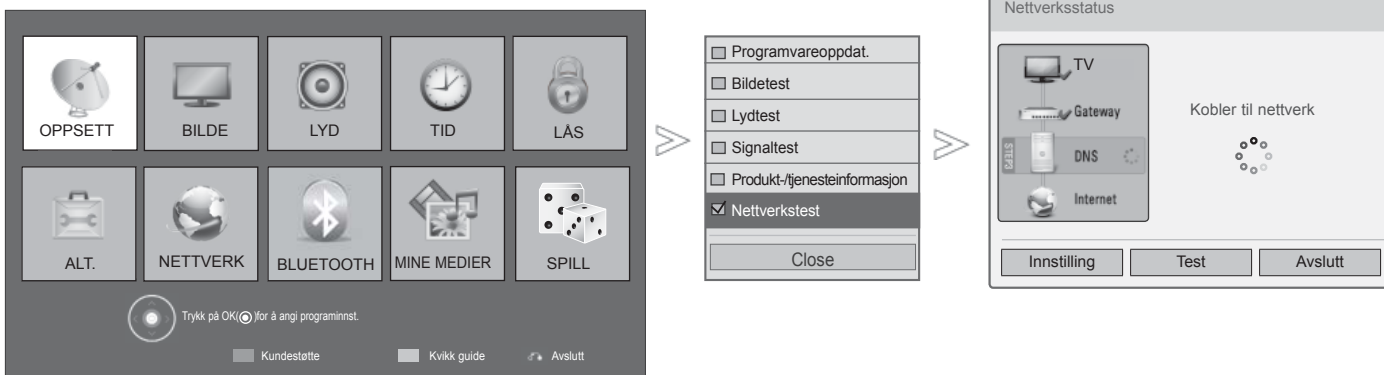 OPPSETT
BILDE
LYD
TID
LÅS
ALT.
NETTVERK
BLUETOOTH
MINE MEDIER
SPILL
Trykk på OK( )for å angi programinnst.
Kundestøtte
Kvikk guide
Avslutt
Programvareoppdat.
Bildetest
Lydtest
Signaltest
Produkt-/tjenesteinformasjon
Nettverkstest
Close
Nettverksstatus
TV
Gateway
STEP3
DNS
Internet
Kobler til nettverk
Innstilling
Test
Avslutt